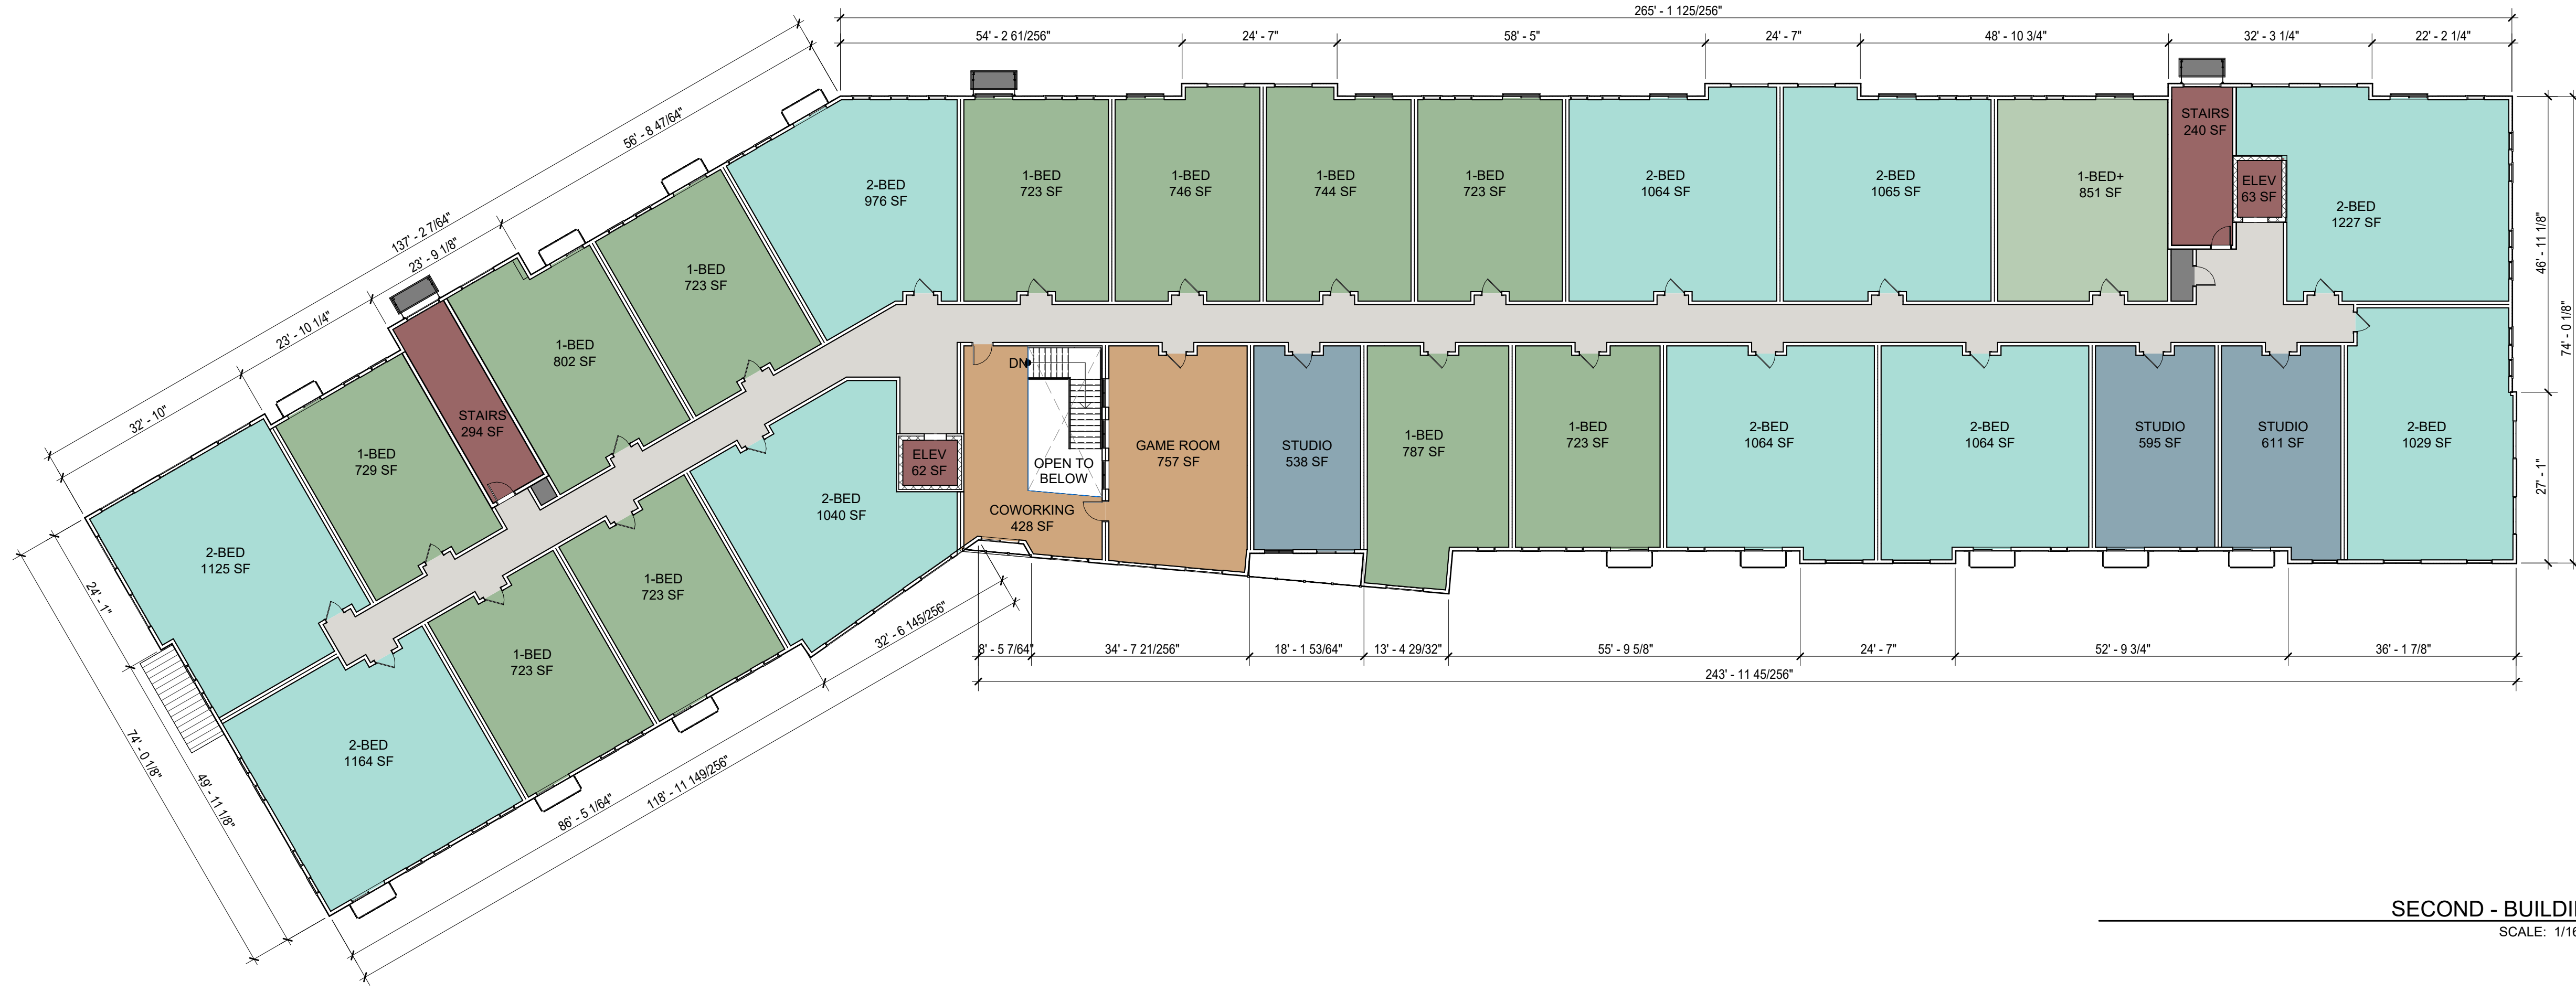 265' - 1 125/256"
54' - 2 61/256"
24' - 7"
58' - 5"
24' - 7"
48' - 10 3/4"
32' - 3 1/4"
22' - 2 1/4"
56' - 8 47/64"
137' - 2 7/64"
23' - 9 1/8"
23' - 10 1/4"
32' - 10"
STAIRS
240 SF
2-BED
976 SF
1-BED
723 SF
1-BED
746 SF
1-BED
744 SF
1-BED
723 SF
2-BED
1064 SF
2-BED
1065 SF
1-BED+
851 SF
ELEV
63 SF
2-BED
1227 SF
46' - 11 1/8"
74' - 0 1/8"
27' - 1"
1-BED
723 SF
1-BED
802 SF
STAIRS
294 SF
1-BED
729 SF
2-BED
1125 SF
DN
OPEN TO
BELOW
ELEV
62 SF
2-BED
1040 SF
COWORKING
428 SF
GAME ROOM
757 SF
STUDIO
538 SF
1-BED
787 SF
1-BED
723 SF
2-BED
1064 SF
2-BED
1064 SF
STUDIO
595 SF
STUDIO
611 SF
2-BED
1029 SF
1-BED
723 SF
1-BED
723 SF
2-BED
1164 SF
24' - 1"
74' - 0 1/8"
49' - 11 1/8"
32' - 6 145/256"
86' - 5 1/64"
118' - 11 149/256"
8' - 5 7/64"
34' - 7 21/256"
18' - 1 53/64"
13' - 4 29/32"
55' - 9 5/8"
24' - 7"
52' - 9 3/4"
36' - 1 7/8"
243' - 11 45/256"
SECOND - BUILDI
SCALE: 1/16